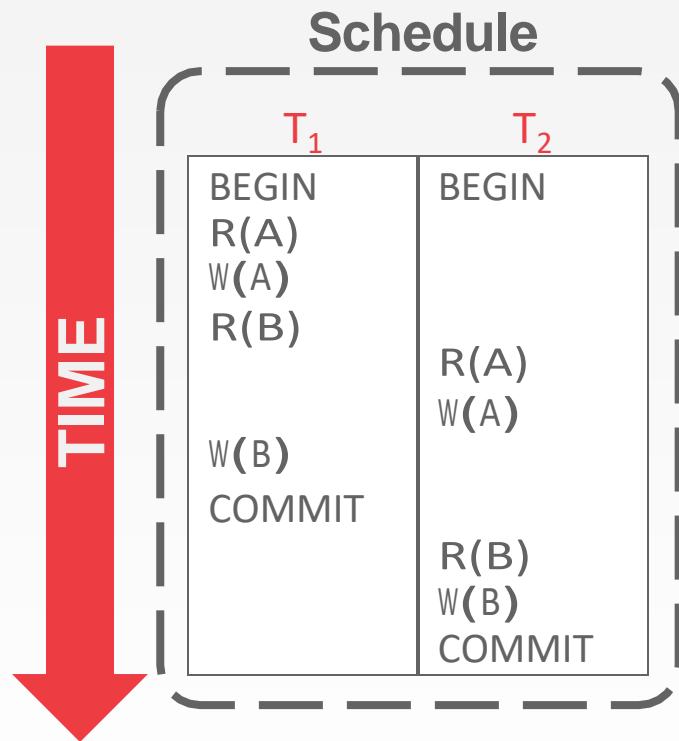 Schedule
TIME
T₁ T₂
BEGIN BEGIN
R(A)
W(A)
R(B)
R(A)
W(A)
W(B)
COMMIT
R(B)
W(B)
COMMIT